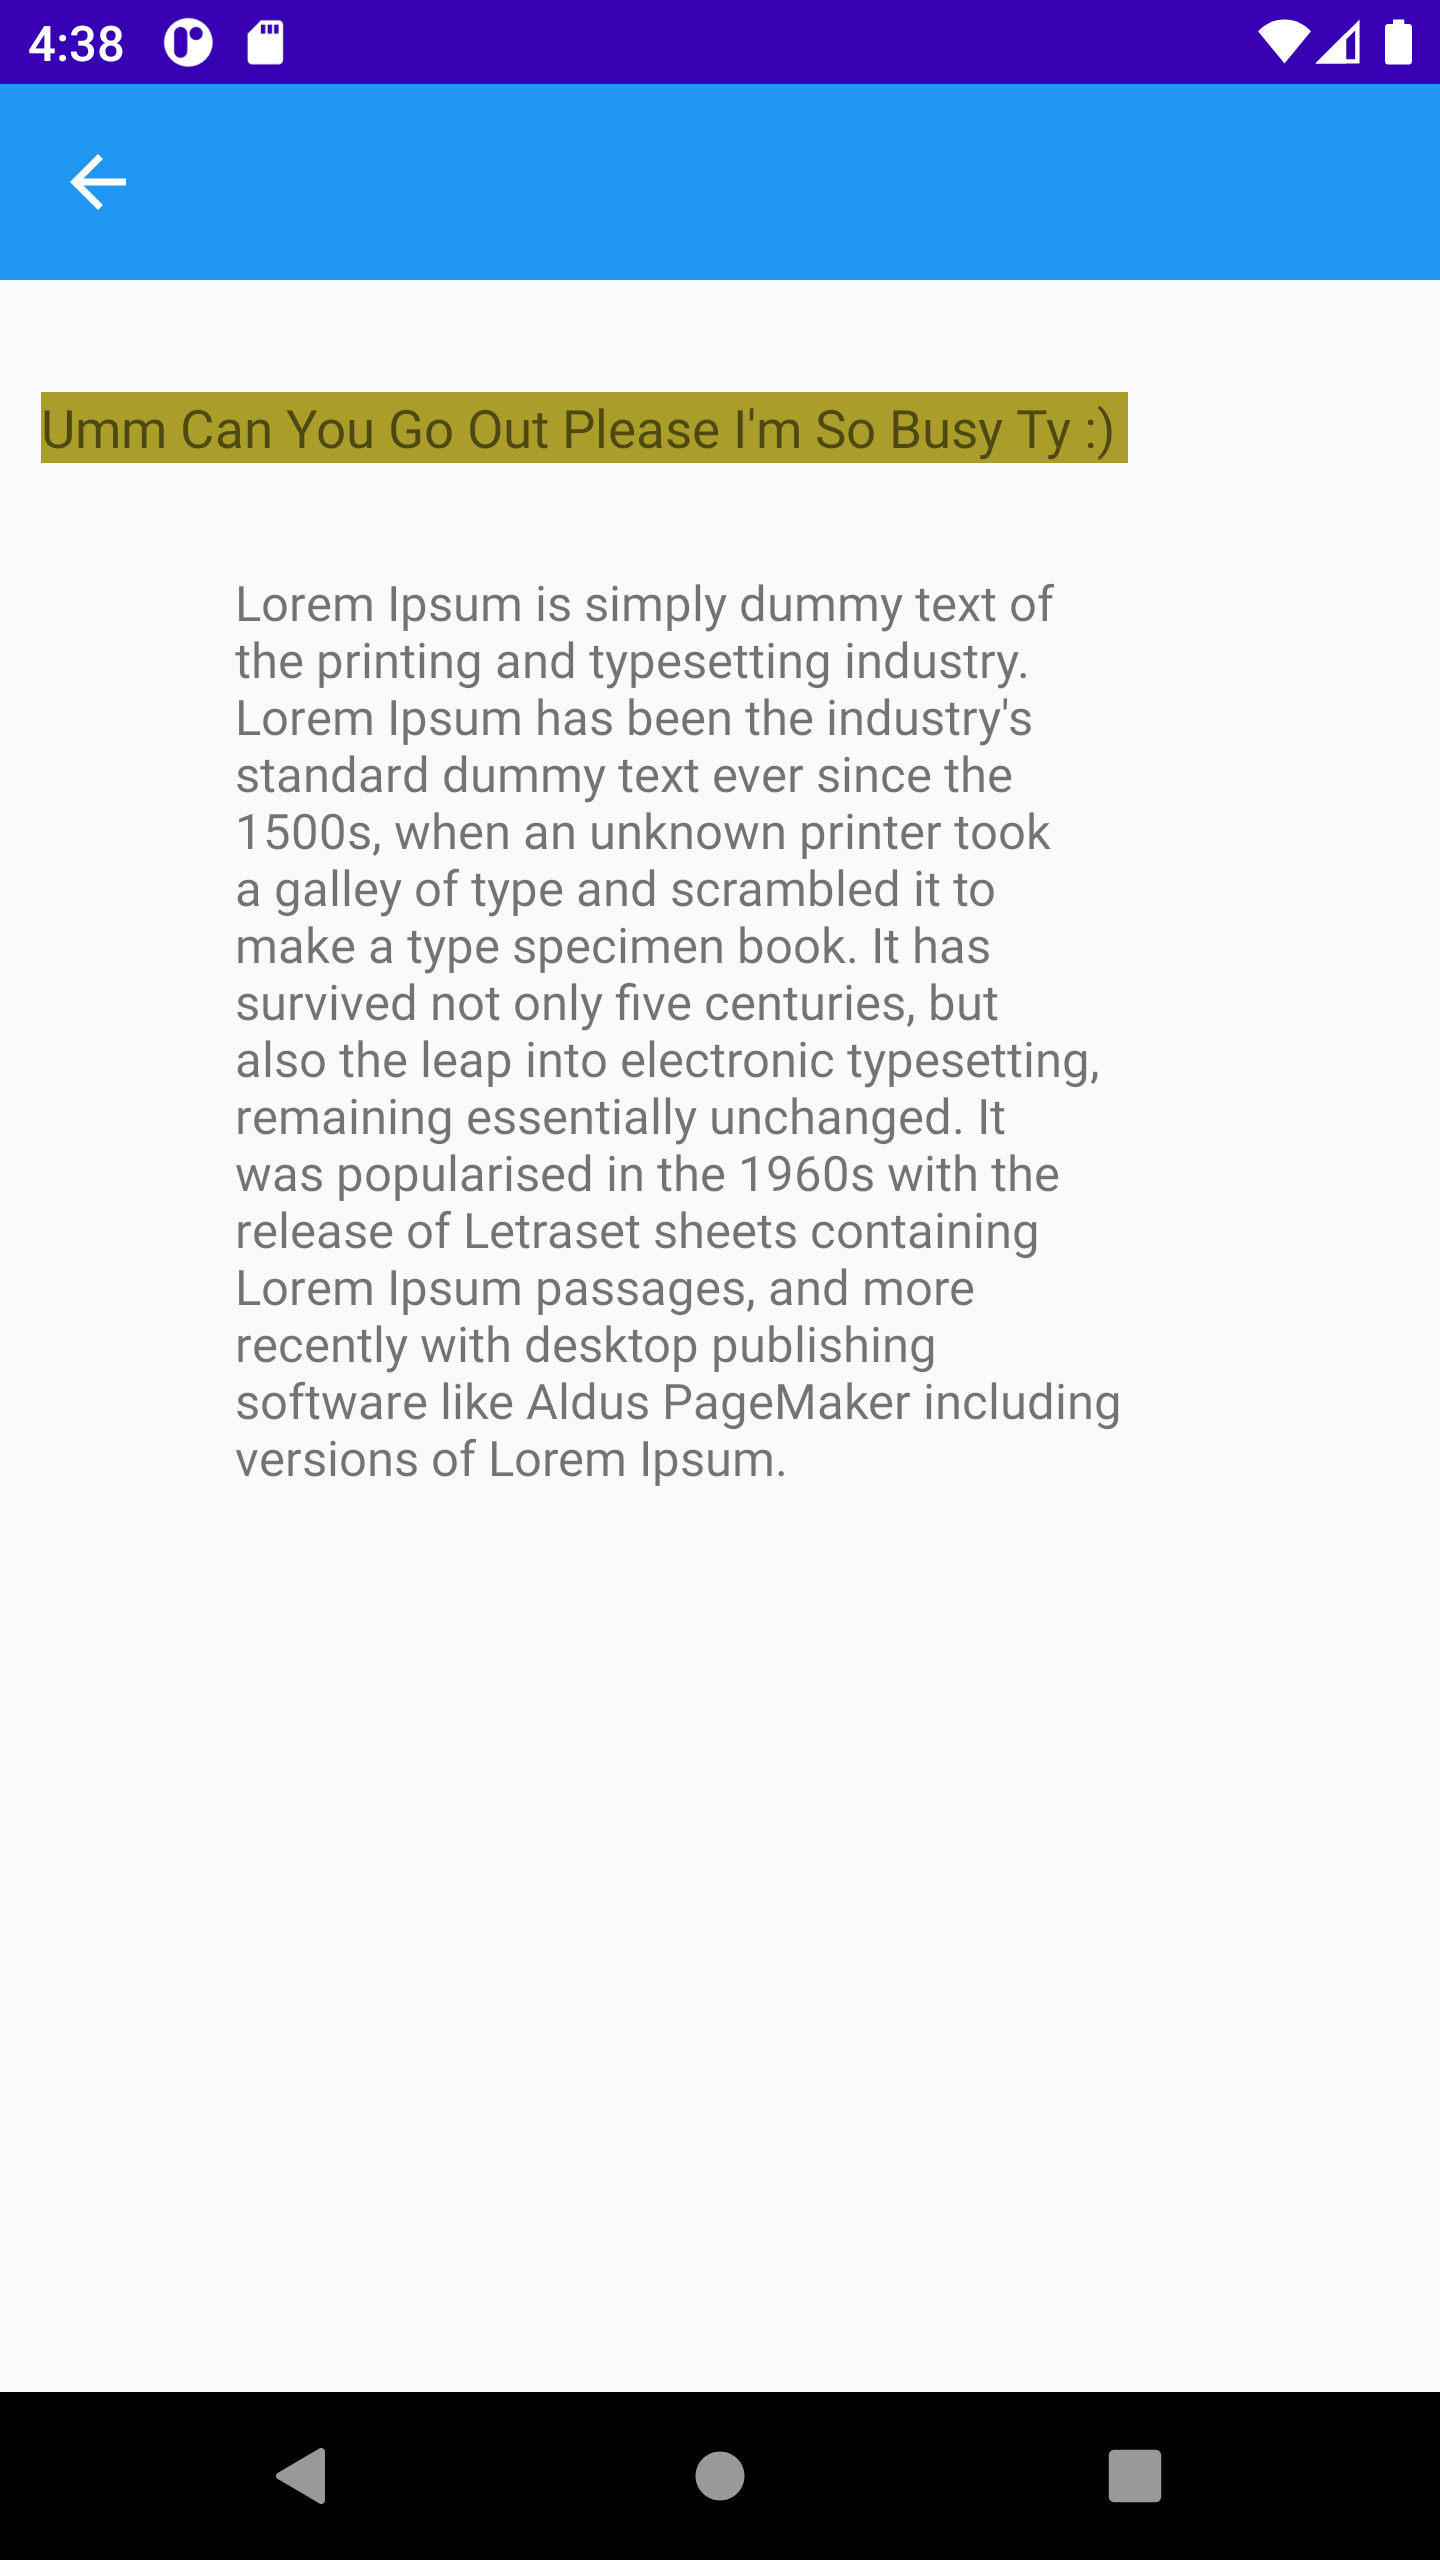 4:38
Umm Can You Go Out Please I'm So Busy Ty :)
Lorem Ipsum is simply dummy text of
the printing and typesetting industry.
Lorem Ipsum has been the industry's
standard dummy text ever since the
1500s, when an unknown printer took
a galley of type and scrambled it to
make a type specimen book. It has
survived not only five centuries, but
also the leap into electronic typesetting,
remaining essentially unchanged. It
was popularised in the 1960s with the
release of Letraset sheets containing
Lorem Ipsum passages, and more
recently with desktop publishing
software like Aldus PageMaker including
versions of Lorem Ipsum.